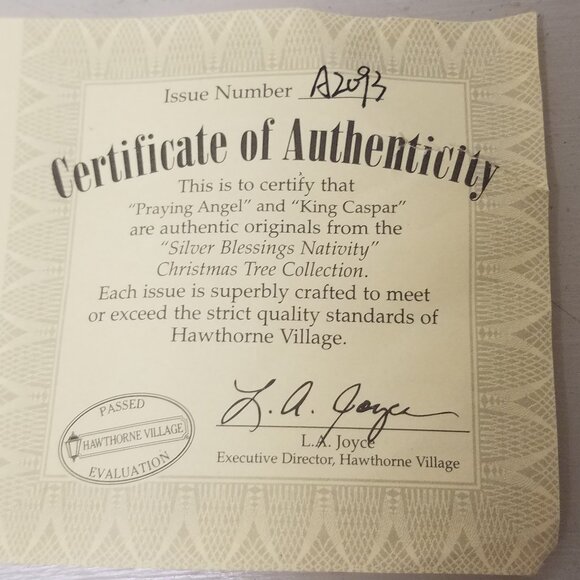 Issue Number A2093
Certificate of Authenticity
This is to certify that
“Praying Angel” and “King Caspar”
are authentic originals from the
“Silver Blessings Nativity”
Christmas Tree Collection.
Each issue is superbly crafted to meet
or exceed the strict quality standards of
Hawthorne Village.
L. A. Joyce
L.A. Joyce
Executive Director, Hawthorne Village
PASSED
HAWTHORNE VILLAGE
EVALUATION